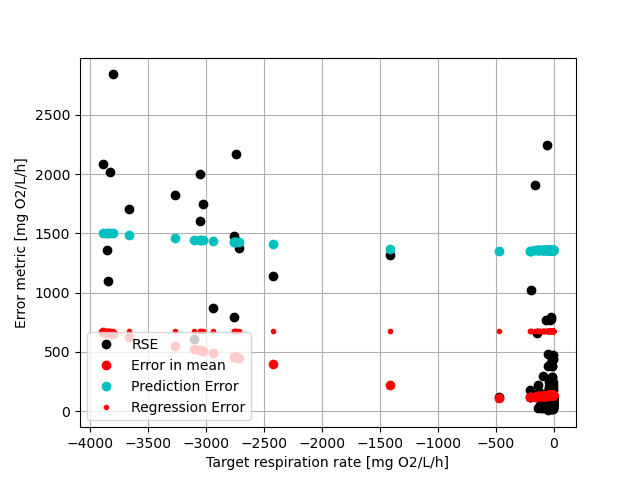 2500
2000
1500
1000
500
0
Error metric [mg O2/L/h]
RSE
Error in mean
Prediction Error
Regression Error
−4000 −3500 −3000 −2500 −2000 −1500 −1000 −500 0
Target respiration rate [mg O2/L/h]